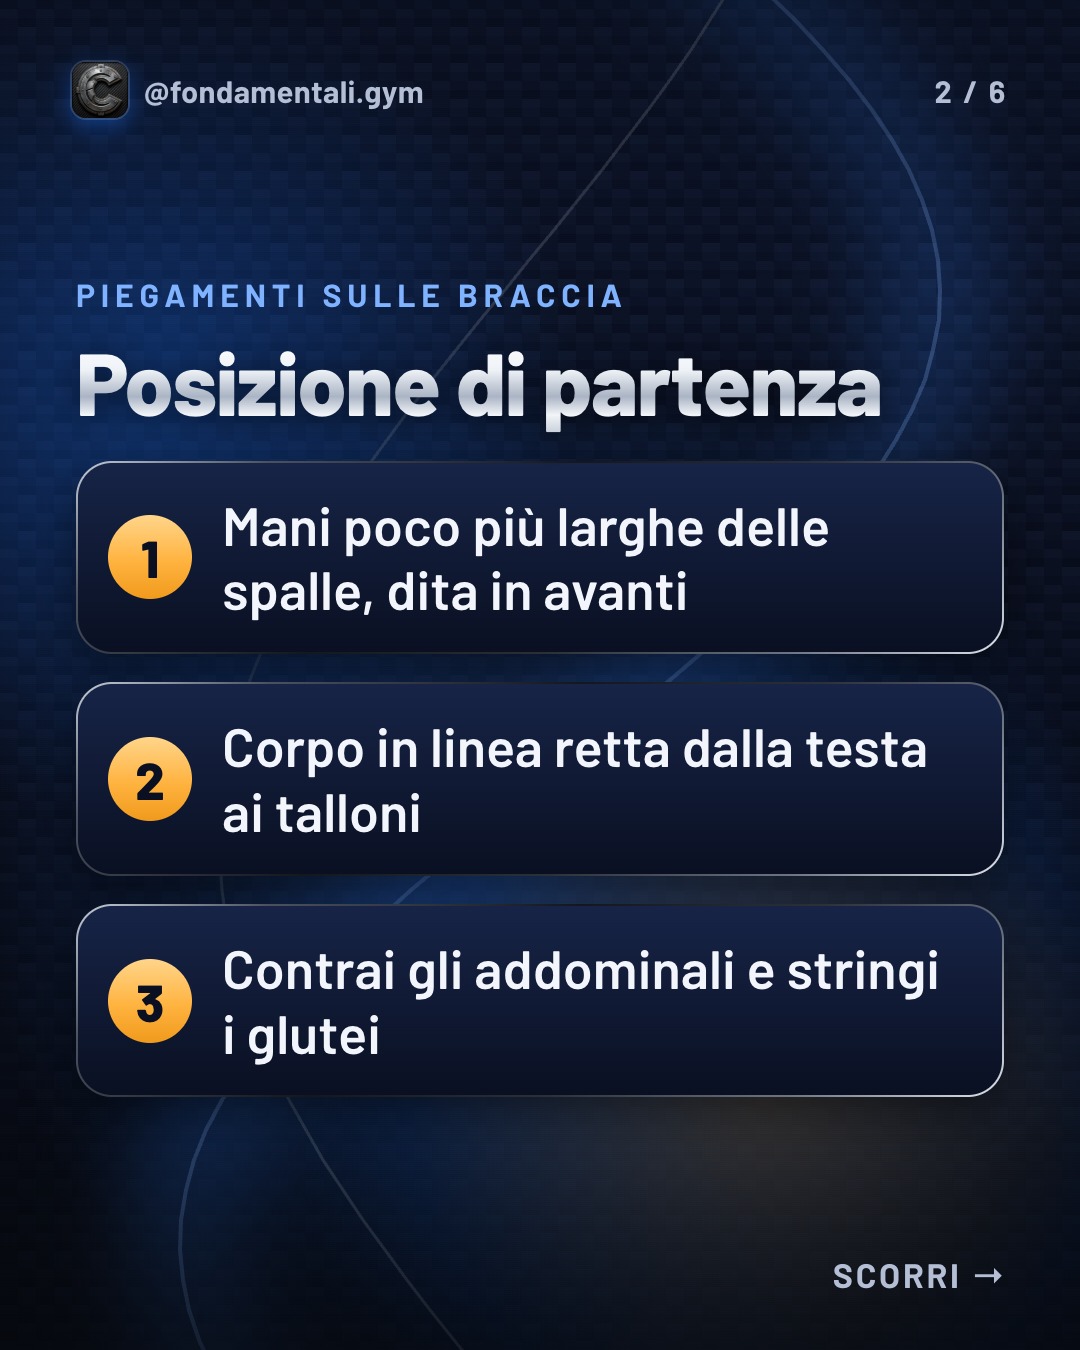 @fondamentali.gym
2 / 6
PIEGAMENTI SULLE BRACCIA
Posizione di partenza
1
Mani poco più larghe delle
spalle, dita in avanti
2
Corpo in linea retta dalla testa
ai talloni
3
Contrai gli addominali e stringi
i glutei
SCORRI →